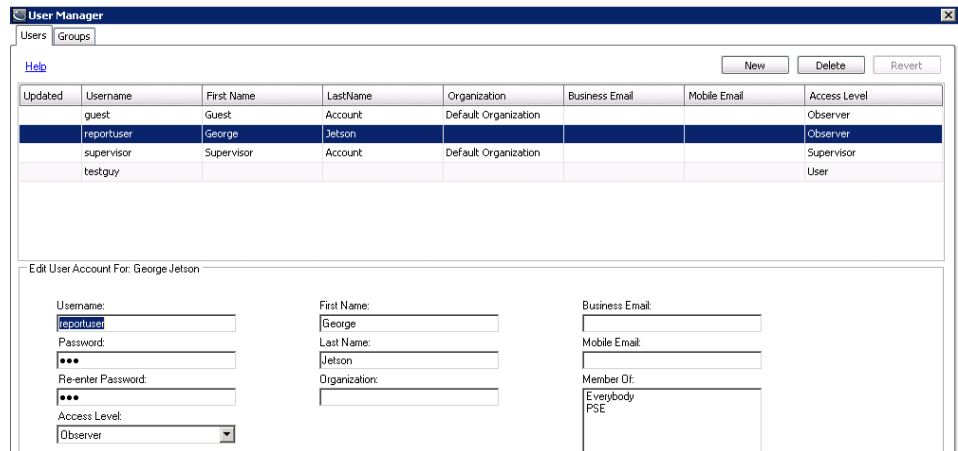 User Manager
Users Groups
Help New Delete Revert
Updated Username First Name LastName Organization Business Email Mobile Email Access Level
guest Guest Account Default Organization Observer
reportuser George Jetson Observer
supervisor Supervisor Account Default Organization Supervisor
testguy User
Edit User Account For: George Jetson
Username: First Name: Business Email:
reportuser George
Password: Last Name: Mobile Email:
●●● Jetson
Re-enter Password: Organization: Member Of:
●●● Everybody
Access Level: PSE
Observer